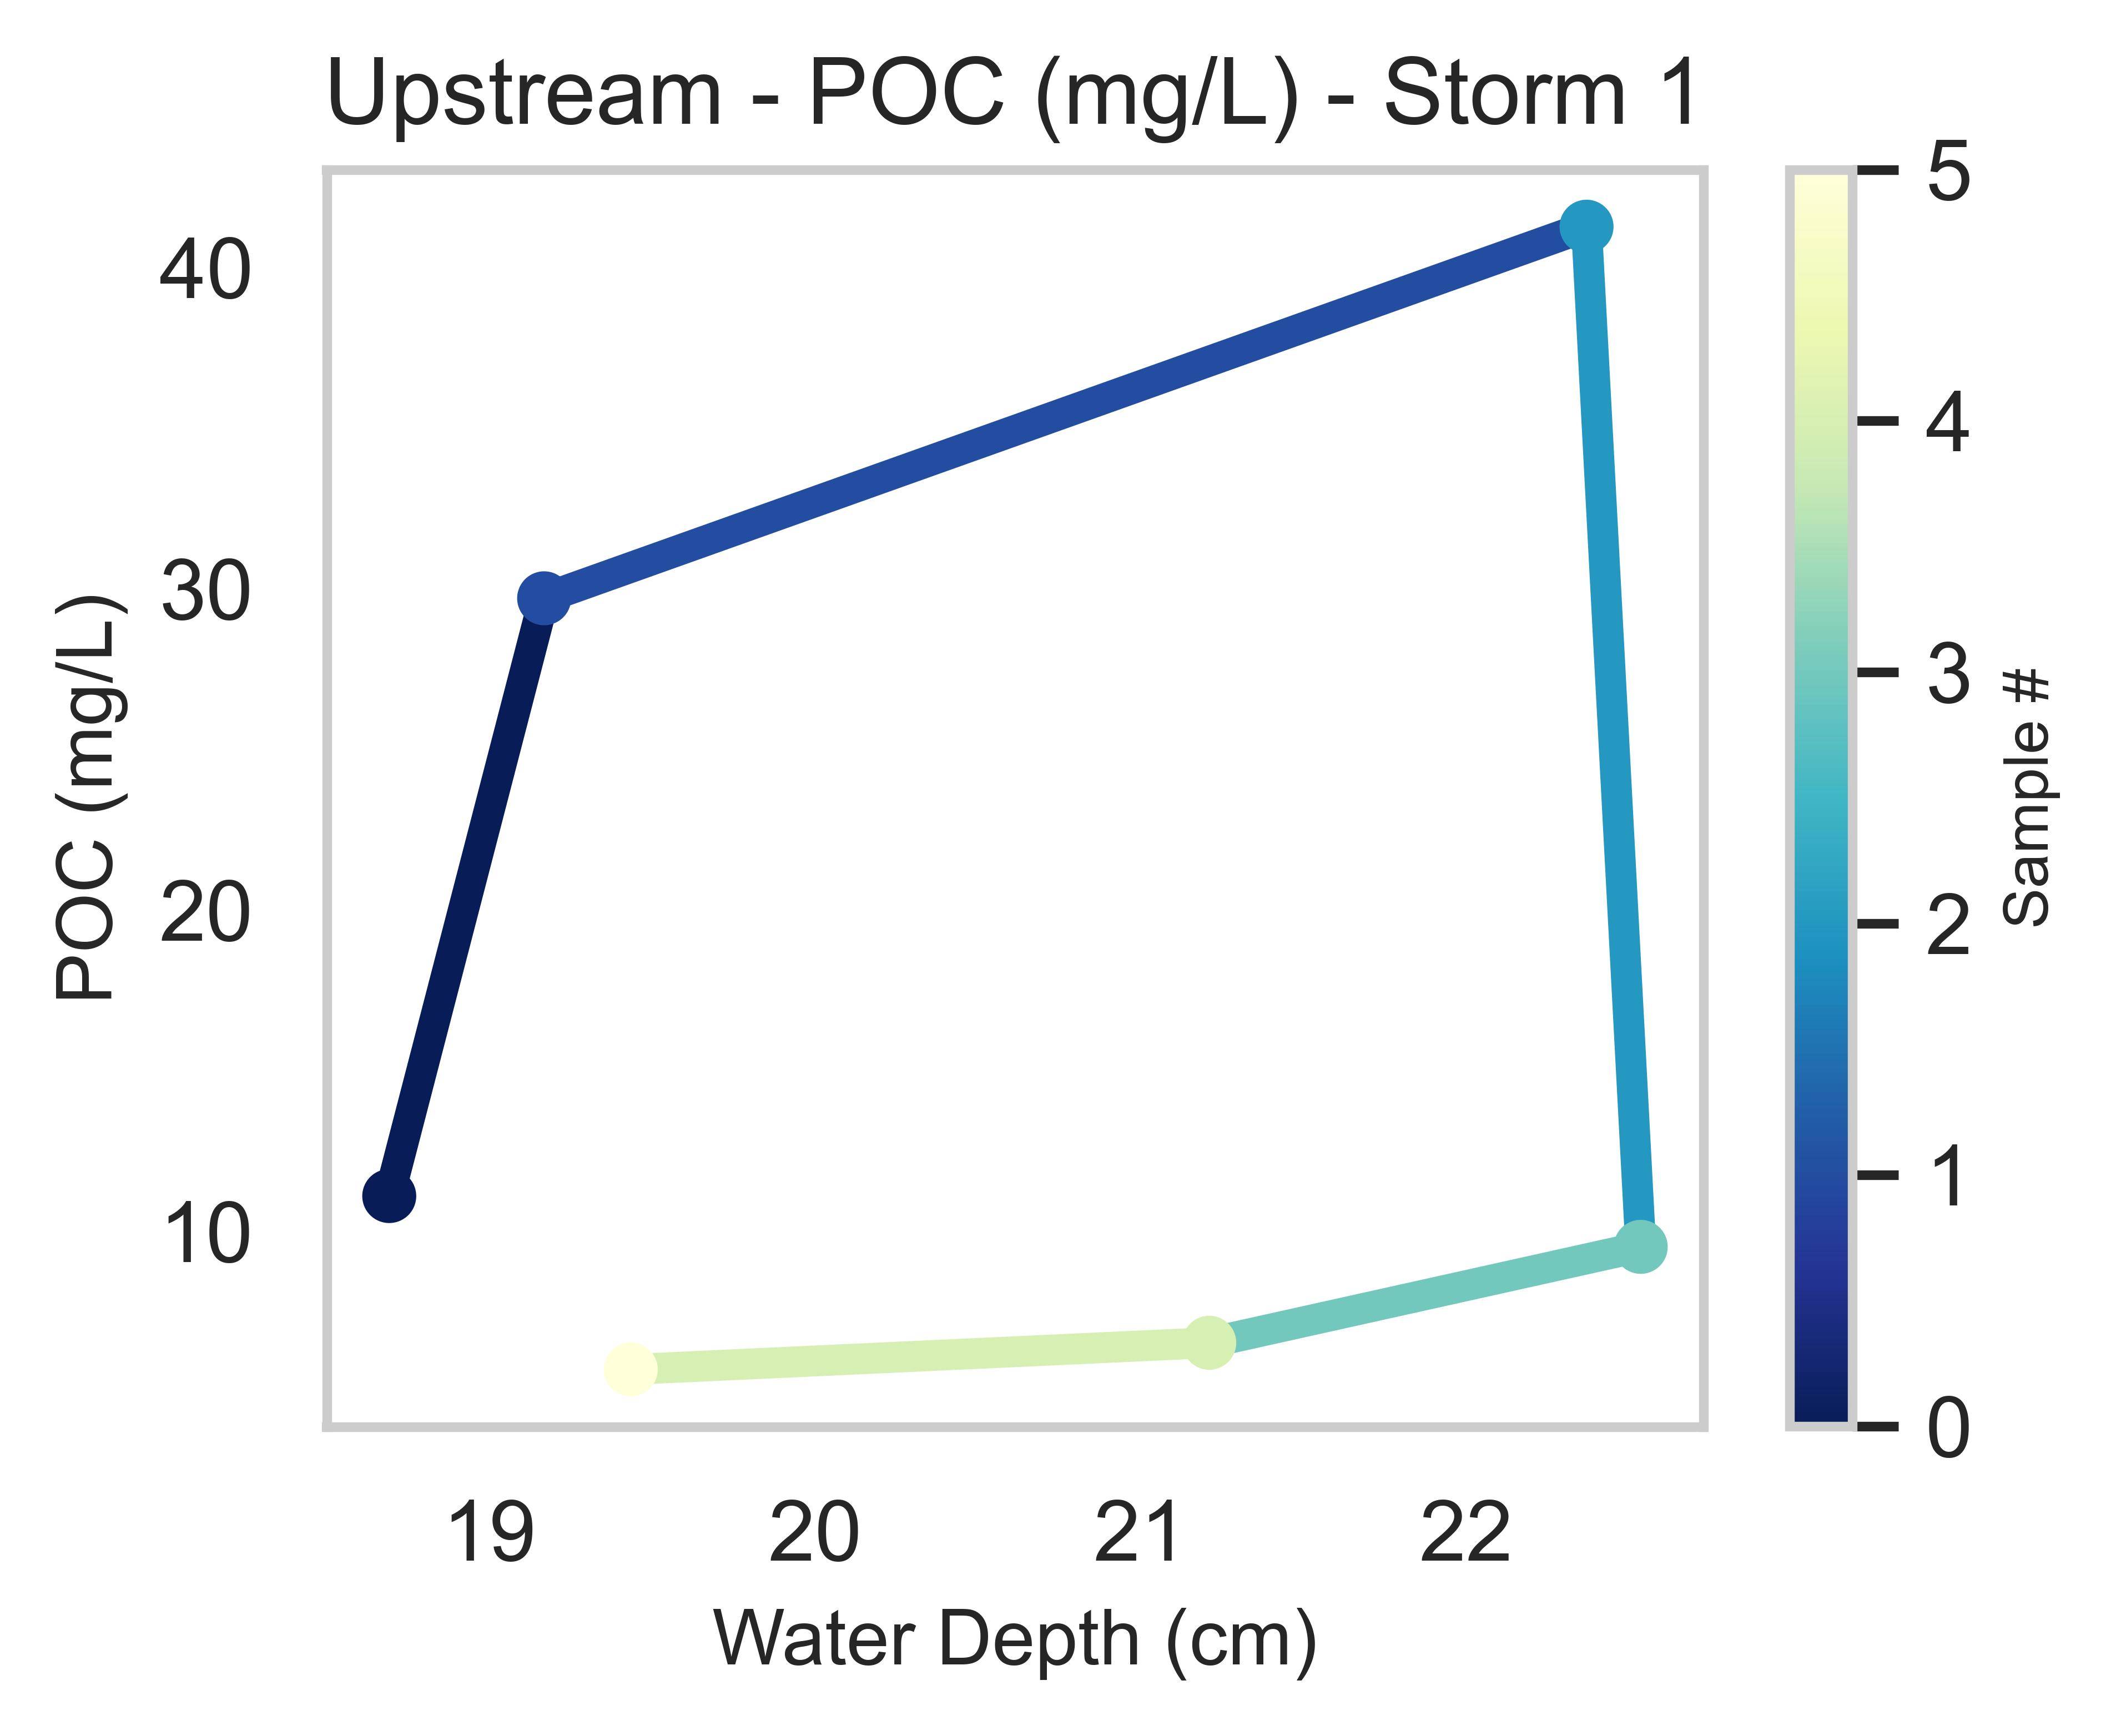 Upstream - POC (mg/L) - Storm 1
POC (mg/L)
40
30
20
10
19 20 21 22
Water Depth (cm)
5
4
3
2
1
0
Sample #